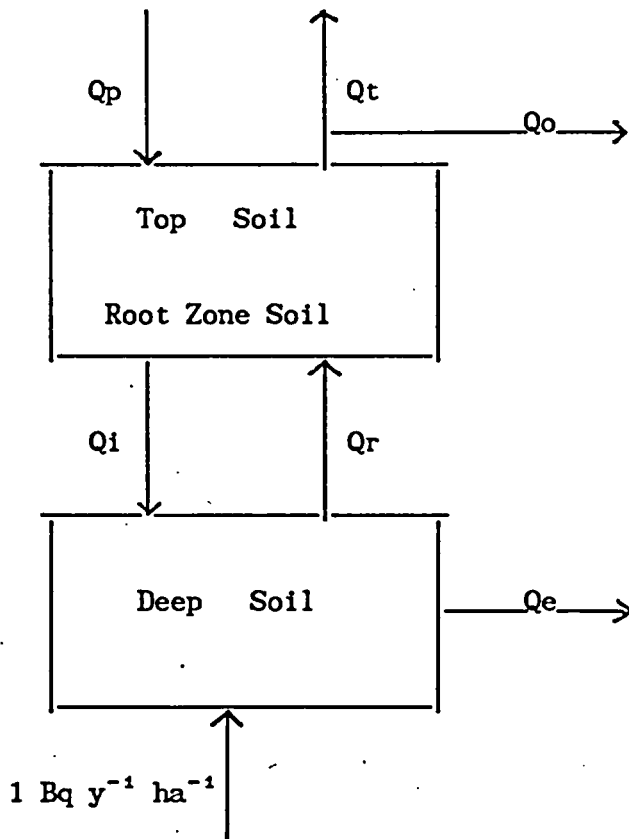 Qp
Qt
Qo
Top Soil
Root Zone Soil
Qi
Qr
Deep Soil
Qe
1 Bq y⁻¹ ha⁻¹